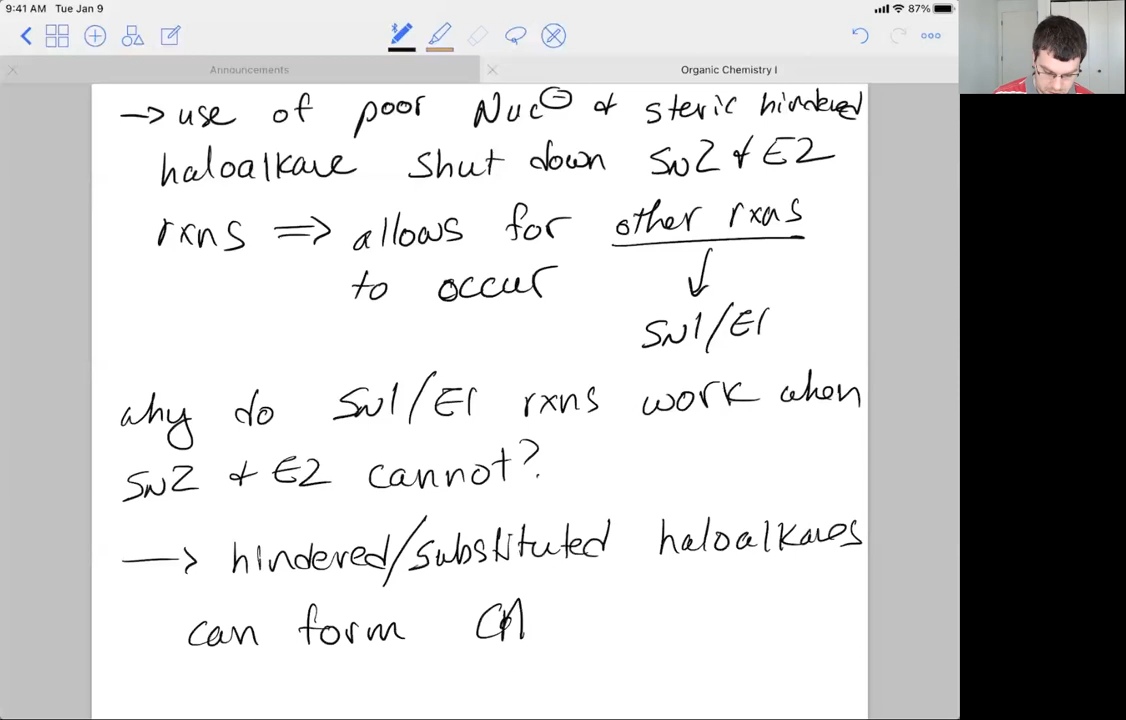 9:41 AM Tue Jan 9
87%
Announcements
Organic Chemistry I
→ use of poor Nuc⊖ & steric hindered
haloalkane shut down SN2 & E2
rxns ⇒ allows for other rxns
to occur
↓
SN1/E1
why do SN1/E1 rxns work when
SN2 & E2 cannot?
→ hindered/substituted haloalkanes
can form